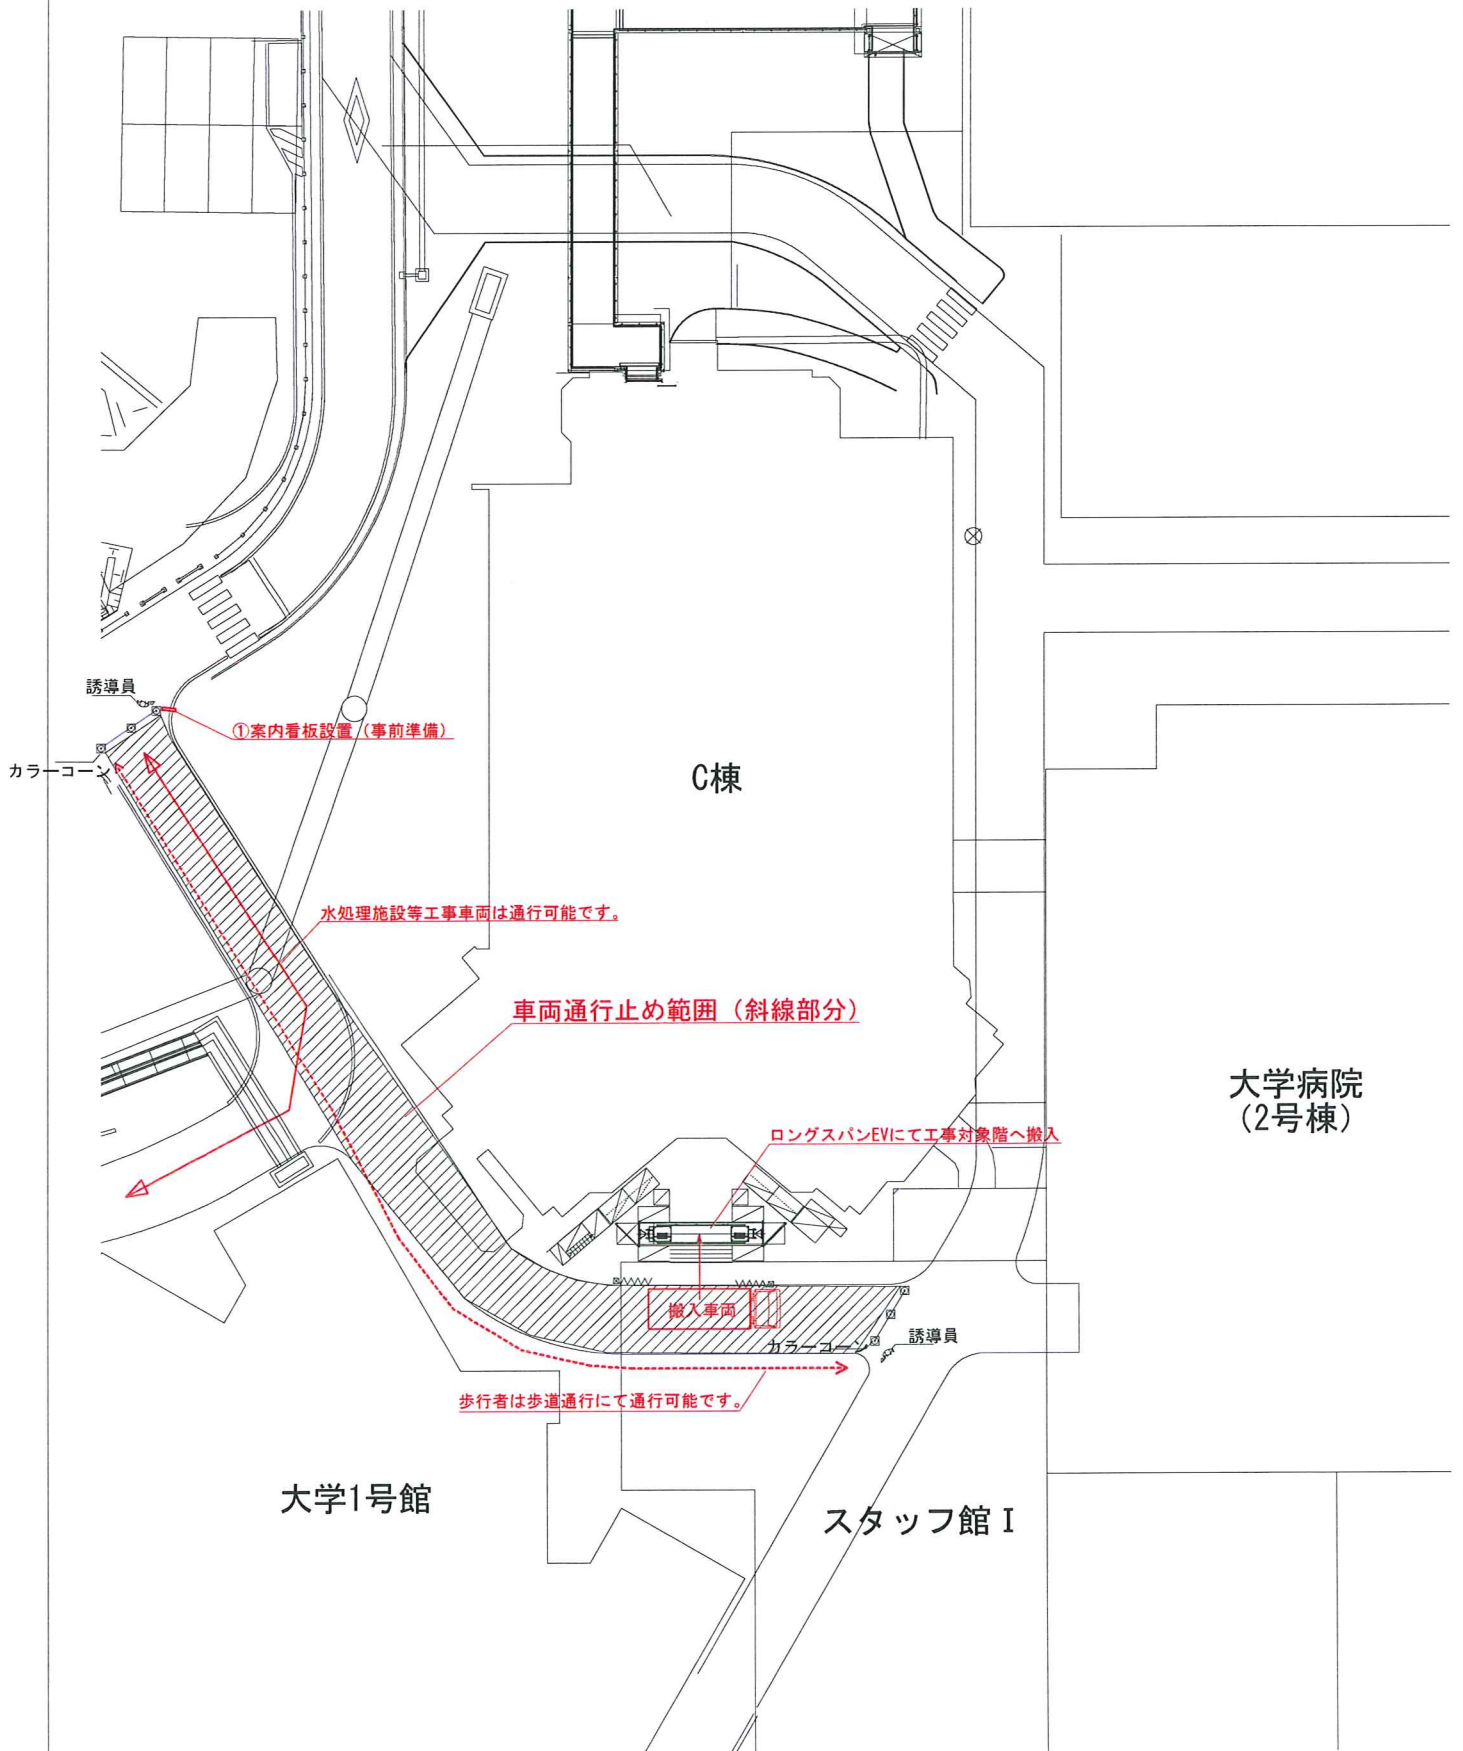 誘導員
①案内看板設置（事前準備）
カラーコーン
C棟
水処理施設等工事車両は通行可能です。
車両通行止め範囲（斜線部分）
大学病院
（2号棟）
ロングスパンEVにて工事対象階へ搬入
搬入車両
カラーコーン
誘導員
歩行者は歩道通行にて通行可能です。
大学1号館
スタッフ館Ⅰ